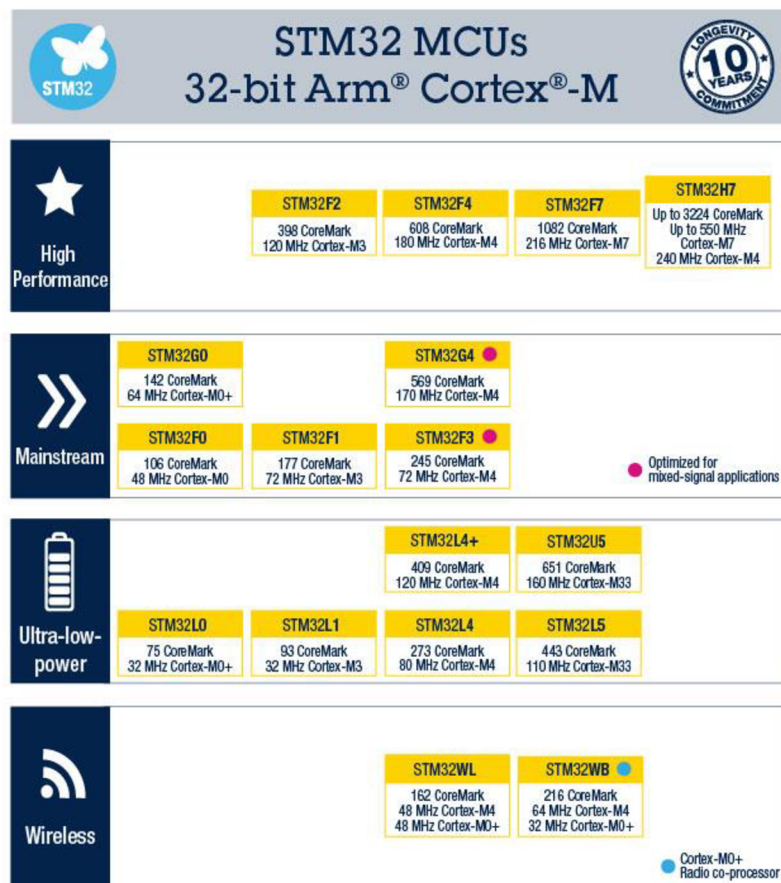 STM32
STM32 MCUs
32-bit Arm® Cortex®-M
LONGEVITY
10
YEARS
COMMITMENT
High
Performance
STM32F2
398 CoreMark
120 MHz Cortex-M3
STM32F4
608 CoreMark
180 MHz Cortex-M4
STM32F7
1082 CoreMark
216 MHz Cortex-M7
STM32H7
Up to 3224 CoreMark
Up to 550 MHz
Cortex-M7
240 MHz Cortex-M4
Mainstream
STM32G0
142 CoreMark
64 MHz Cortex-M0+
STM32G4
569 CoreMark
170 MHz Cortex-M4
STM32F0
106 CoreMark
48 MHz Cortex-M0
STM32F1
177 CoreMark
72 MHz Cortex-M3
STM32F3
245 CoreMark
72 MHz Cortex-M4
Optimized for
mixed-signal applications
Ultra-low-
power
STM32L4+
409 CoreMark
120 MHz Cortex-M4
STM32U5
651 CoreMark
160 MHz Cortex-M33
STM32L0
75 CoreMark
32 MHz Cortex-M0+
STM32L1
93 CoreMark
32 MHz Cortex-M3
STM32L4
273 CoreMark
80 MHz Cortex-M4
STM32L5
443 CoreMark
110 MHz Cortex-M33
Wireless
STM32WL
162 CoreMark
48 MHz Cortex-M4
48 MHz Cortex-M0+
STM32WB
216 CoreMark
64 MHz Cortex-M4
32 MHz Cortex-M0+
Cortex-M0+
Radio co-processor